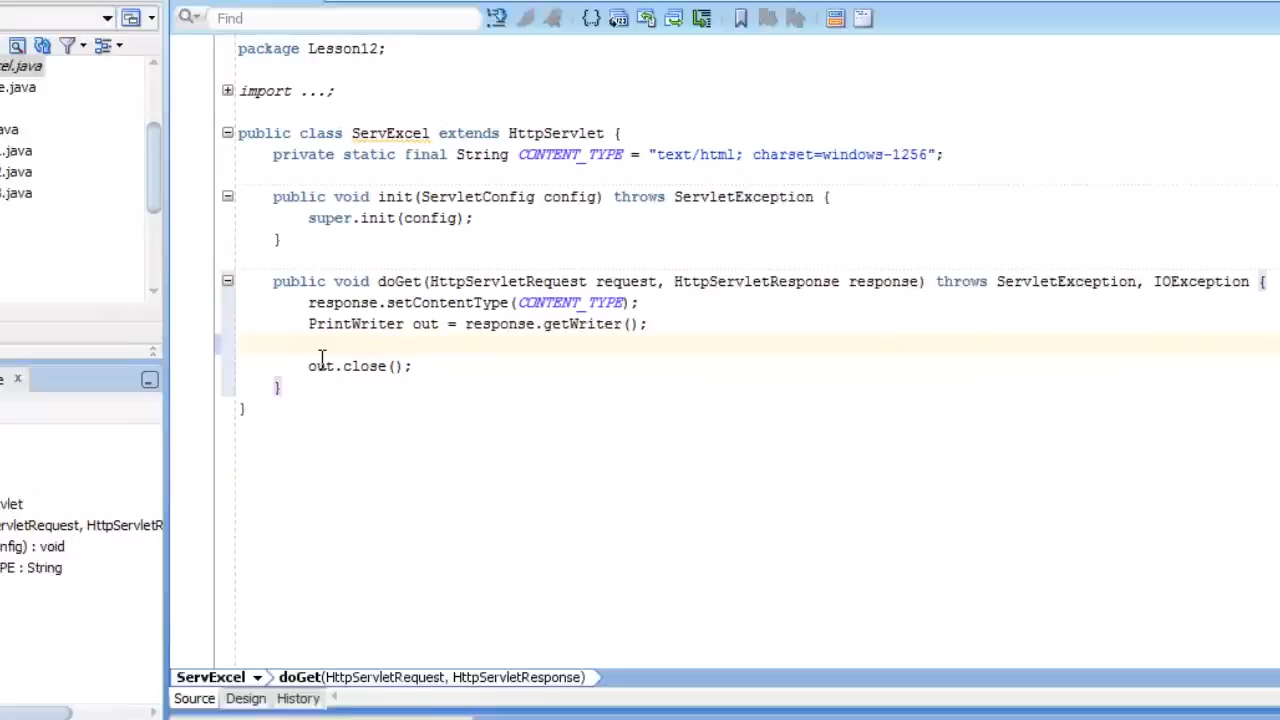 Find
package Lesson12;
el.java
e.java
import ...;
ava
public class ServExcel extends HttpServlet {
.java
private static final String CONTENT_TYPE = "text/html; charset=windows-1256";
.java
.java
public void init(ServletConfig config) throws ServletException {
super.init(config);
}
public void doGet(HttpServletRequest request, HttpServletResponse response) throws ServletException, IOException {
response.setContentType(CONTENT_TYPE);
PrintWriter out = response.getWriter();
out.close();
e x
}
}
vlet
ervletRequest, HttpServletR
nfig) : void
PE : String
ServExcel doGet(HttpServletRequest, HttpServletResponse)
Source Design History